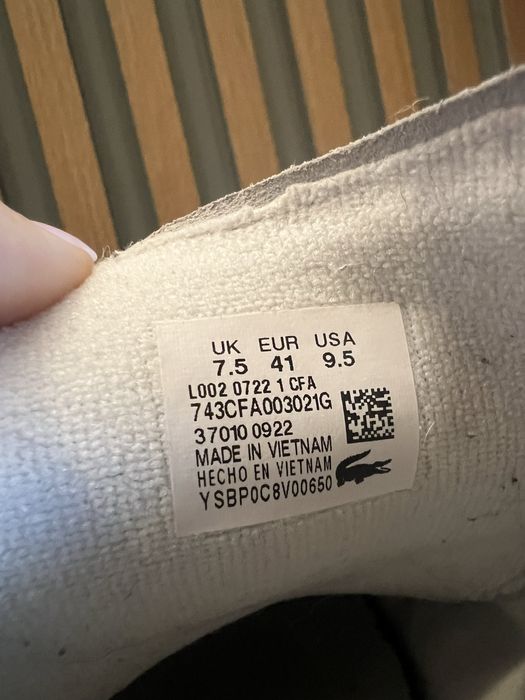 UK EUR USA
7.5 41 9.5
L002 0722 1 CFA
743CFA003021G
37010 0922
MADE IN VIETNAM
HECHO EN VIETNAM
YSBP0C8V00650